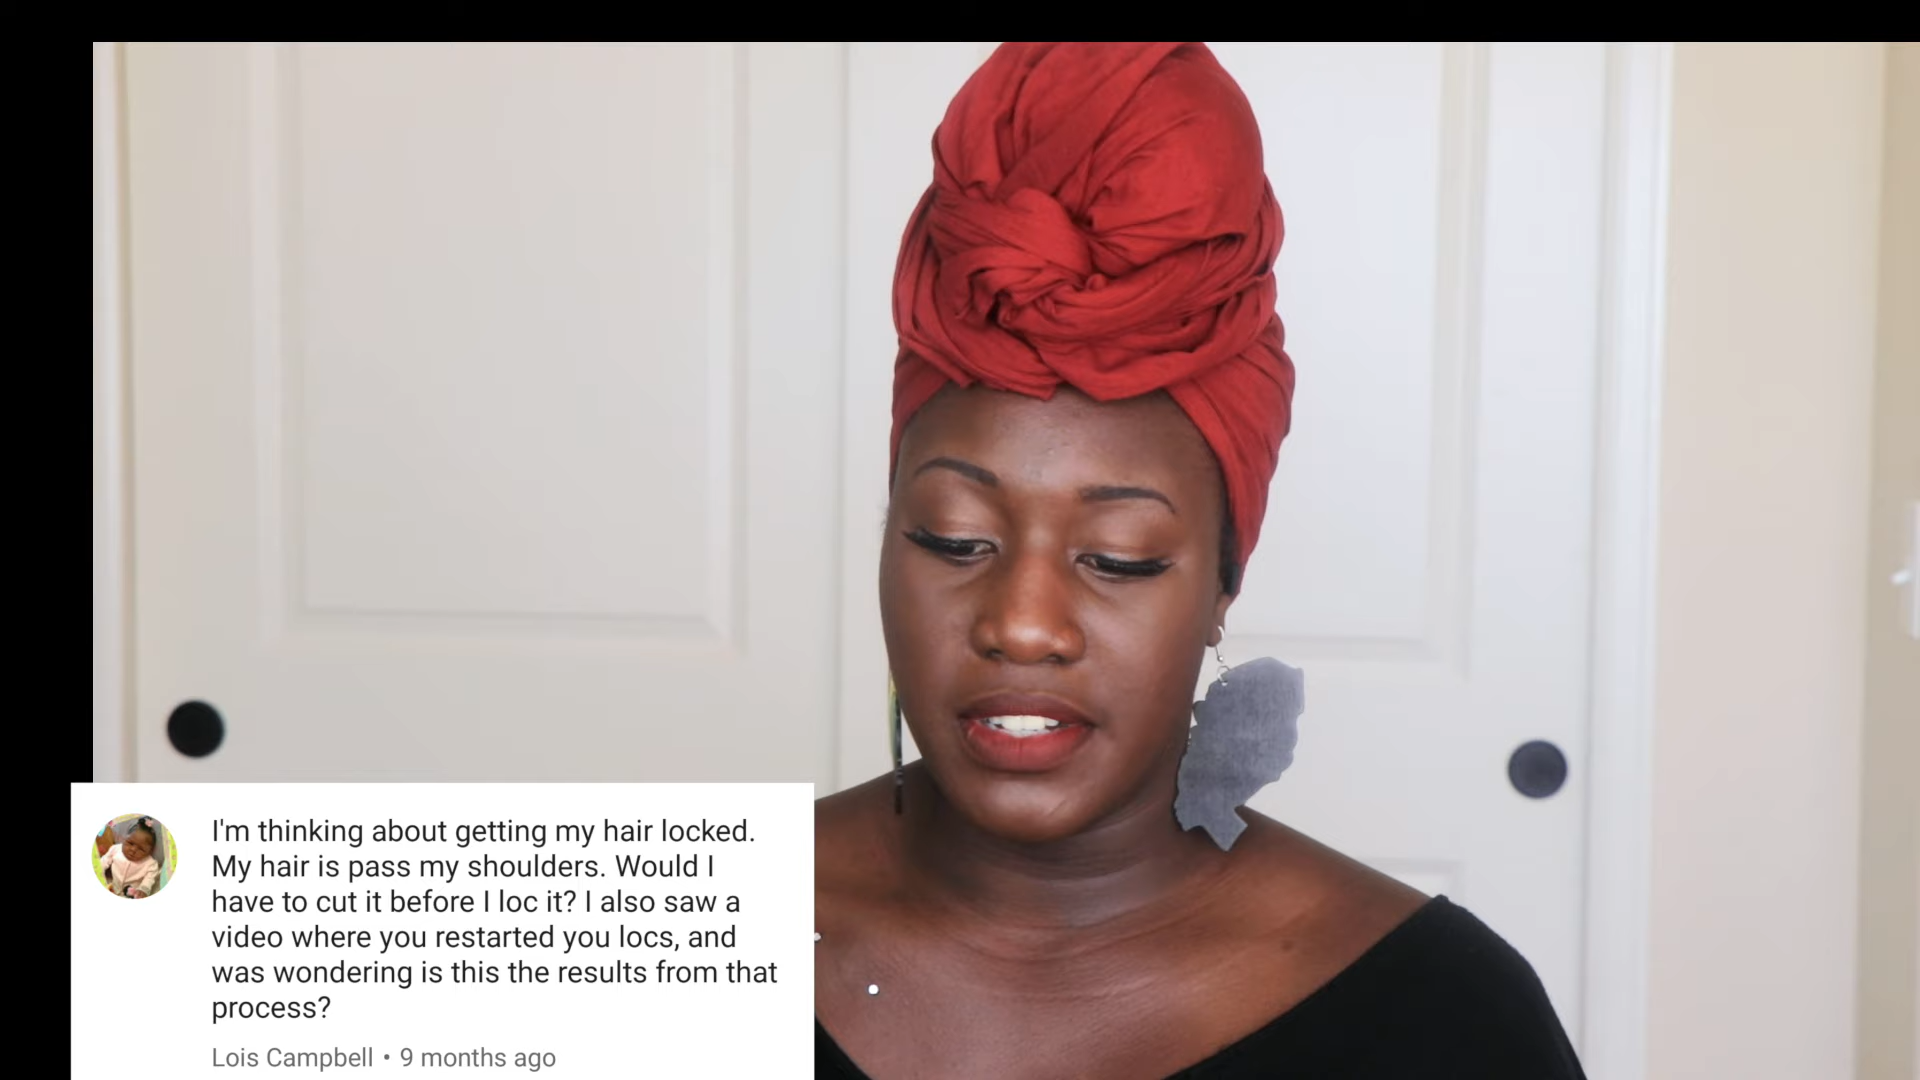 I'm thinking about getting my hair locked.
My hair is pass my shoulders. Would I
have to cut it before I loc it? I also saw a
video where you restarted you locs, and
was wondering is this the results from that
process?
Lois Campbell • 9 months ago